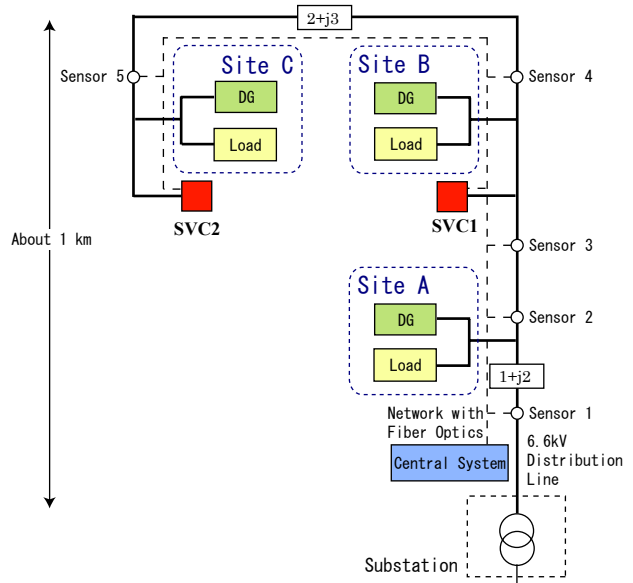 2+j3
Sensor 5
Site C
DG
Load
Site B
DG
Load
Sensor 4
SVC2
SVC1
About 1 km
Sensor 3
Site A
DG
Load
Sensor 2
1+j2
Network with
Fiber Optics
Sensor 1
Central System
6.6kV
Distribution
Line
Substation